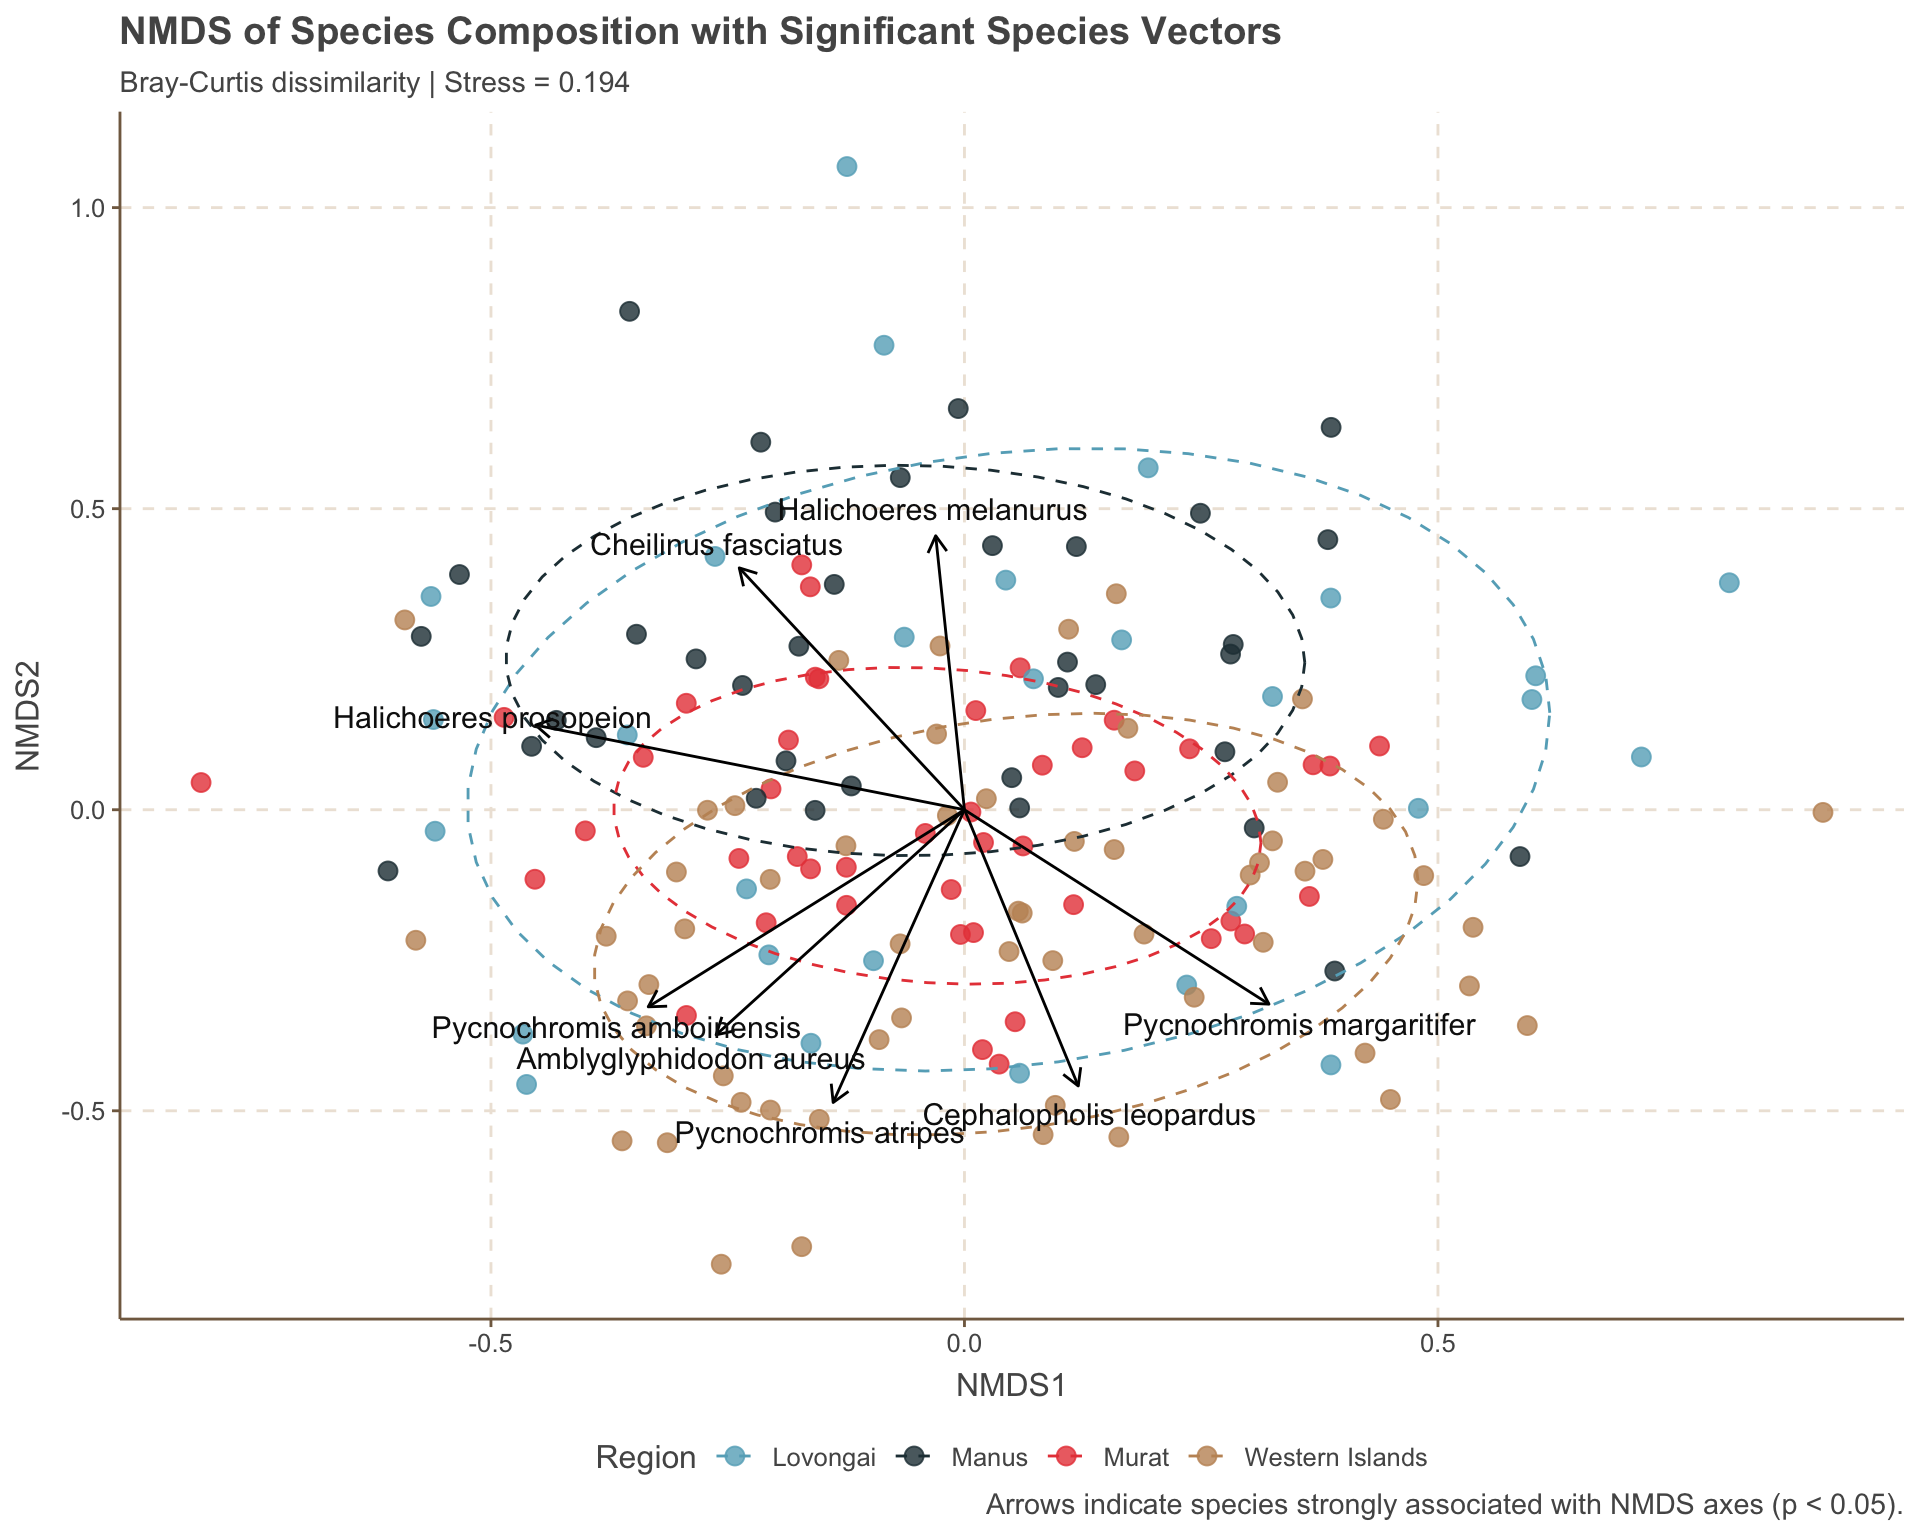 NMDS of Species Composition with Significant Species Vectors
Bray-Curtis dissimilarity | Stress = 0.194
1.0
0.5
0.0
-0.5
NMDS2
Halichoeres melanurus
Cheilinus fasciatus
Halichoeres prosopeion
Pycnochromis margaritifer
Pycnochromis amboinensis
Amblyglyphidodon aureus
Cephalopholis leopardus
Pycnochromis atripes
-0.5
0.0
0.5
NMDS1
Region Lovongai Manus Murat Western Islands
Arrows indicate species strongly associated with NMDS axes (p < 0.05).